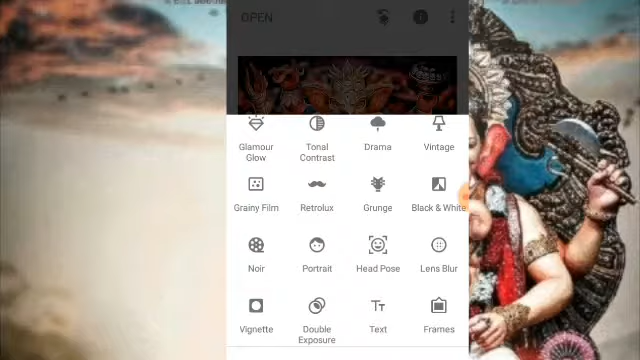 OPEN
Glamour Glow
Tonal Contrast
Drama
Vintage
Grainy Film
Retrolux
Grunge
Black & White
Noir
Portrait
Head Pose
Lens Blur
Vignette
Double Exposure
Text
Frames